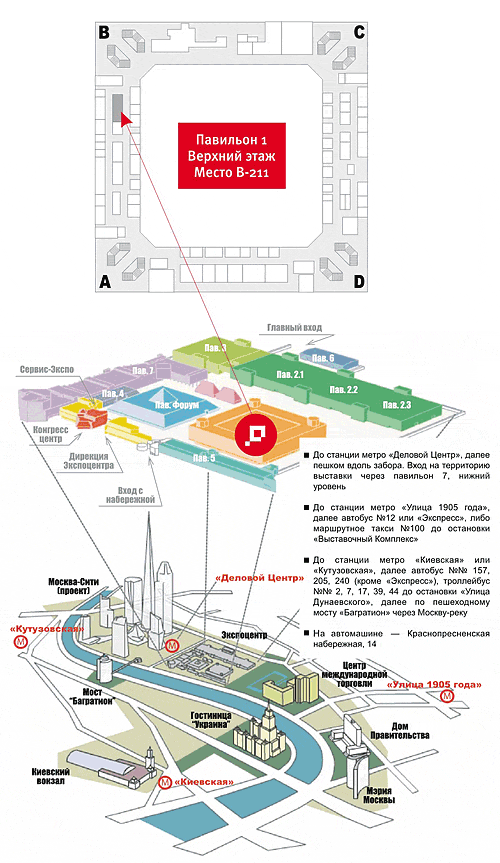 B
C
Павильон 1
Верхний этаж
Место B-211
A
D
Главный вход
Пав. 3
Пав. 6
Сервис-Экспо
Пав. 7
Пав. 2.1
Пав. 4
Пав. Форум
Пав. 2.2
Пав. 2.3
Конгресс
центр
Дирекция
Экспоцентра
Пав. 5
Вход с
набережной
■ До станции метро «Деловой Центр», далее
пешком вдоль забора. Вход на территорию
выставки через павильон 7, нижний
уровень
■ До станции метро «Улица 1905 года»,
далее автобус №12 или «Экспресс», либо
маршрутное такси №100 до остановки
«Выставочный Комплекс»
■ До станции метро «Киевская» или
«Кутузовская», далее автобус №№ 157,
205, 240 (кроме «Экспресс»), троллейбус
№№ 2, 7, 17, 39, 44 до остановки «Улица
Дунаевского», далее по пешеходному
мосту «Багратион» через Москву-реку
■ На автомашине — Краснопресненская
набережная, 14
Москва-Сити
(проект)
«Деловой Центр»
«Кутузовская»
М
М
Экспоцентр
Центр
международной
торговли
«Улица 1905 года»
М
Мост
"Багратион"
Гостиница
"Украина"
Дом
Правительства
Киевский
вокзал
М
«Киевская»
Мэрия
Москвы